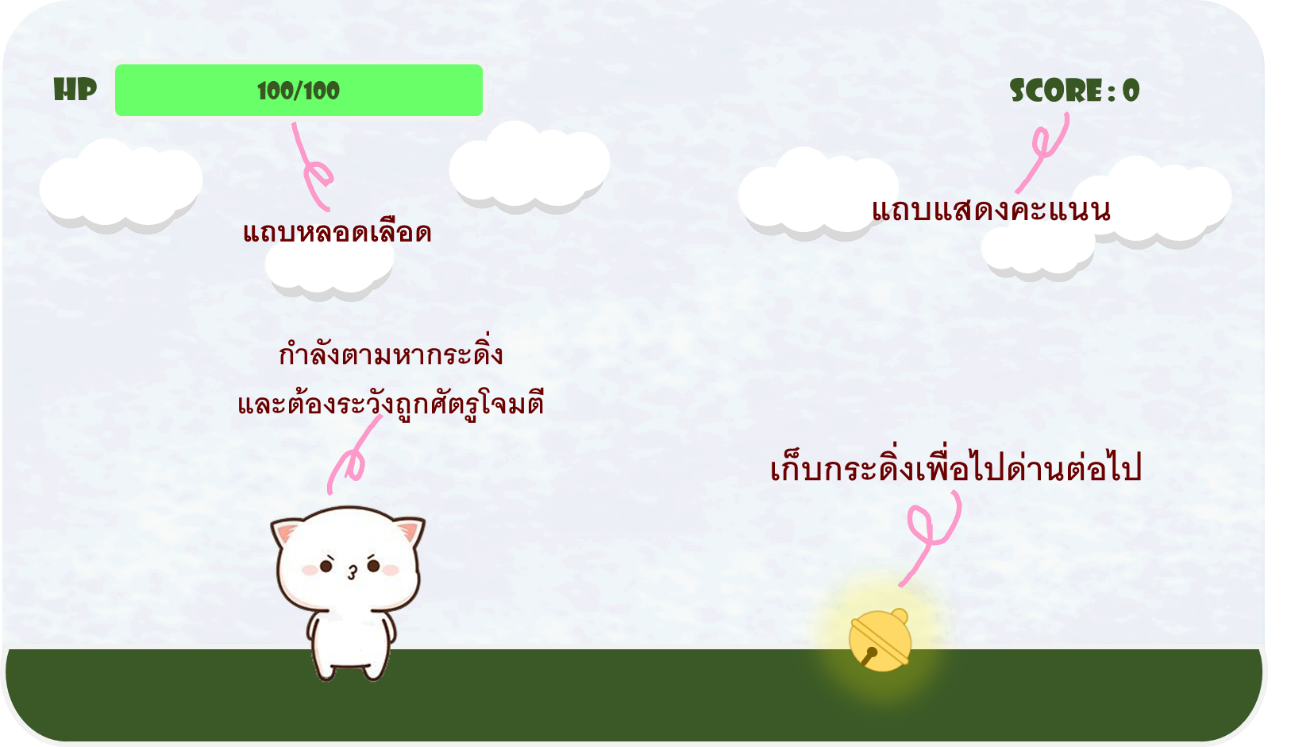 HP
100/100
SCORE : 0
แถบหลอดเลือด
แถบแสดงคะแนน
กำลังตามหากระดิ่ง
และต้องระวังถูกศัตรูโจมตี
เก็บกระดิ่งเพื่อไปด่านต่อไป